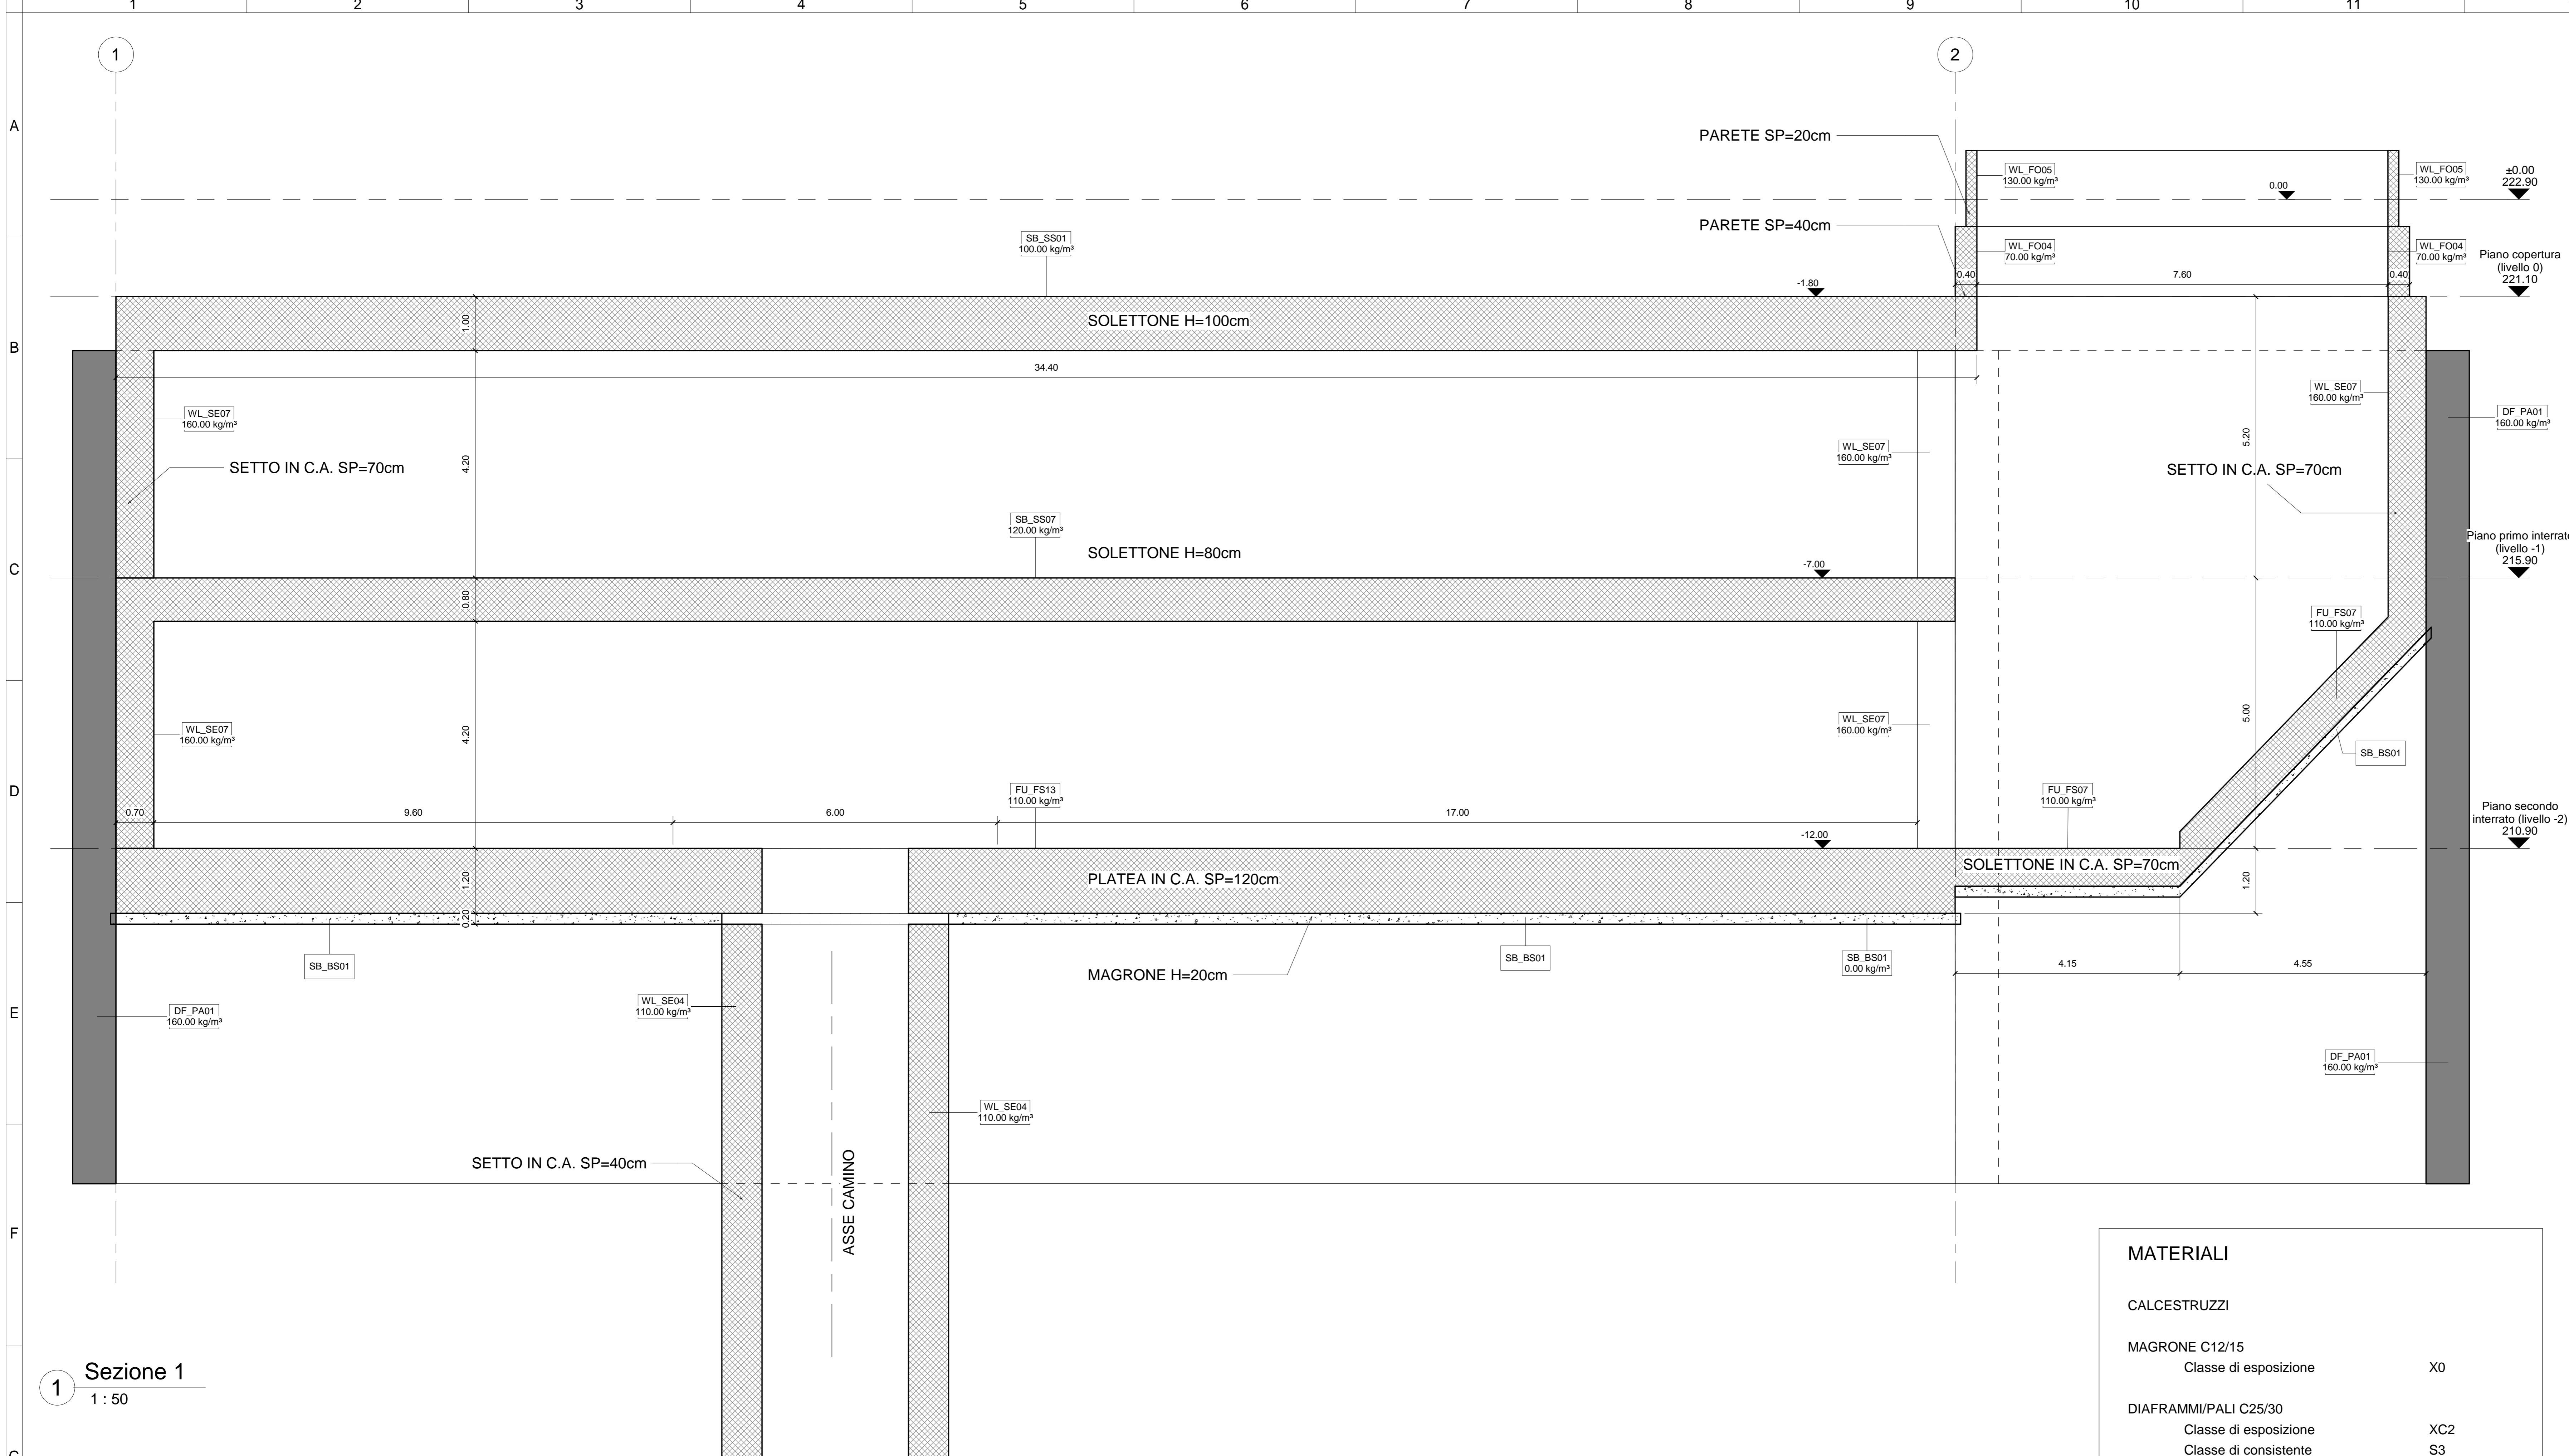 1 2 3 4 5 6 7 8 9 10 11
1
2
A
PARETE SP=20cm
WL_FO05
130.00 kg/m³
WL_FO05
130.00 kg/m³
±0.00
222.90
0.00
PARETE SP=40cm
SB_SS01
100.00 kg/m³
WL_FO04
70.00 kg/m³
WL_FO04
70.00 kg/m³
Piano copertura
(livello 0)
221.10
0.40
7.60
0.40
-1.80
1.00
SOLETTONE H=100cm
B
34.40
WL_SE07
160.00 kg/m³
WL_SE07
160.00 kg/m³
DF_PA01
160.00 kg/m³
5.20
4.20
WL_SE07
160.00 kg/m³
SETTO IN C.A. SP=70cm
SETTO IN C.A. SP=70cm
SB_SS07
120.00 kg/m³
SOLETTONE H=80cm
Piano primo interrato
(livello -1)
215.90
C
-7.00
0.80
FU_FS07
110.00 kg/m³
WL_SE07
160.00 kg/m³
4.20
WL_SE07
160.00 kg/m³
5.00
SB_BS01
D
FU_FS13
110.00 kg/m³
FU_FS07
110.00 kg/m³
0.70
9.60
6.00
17.00
Piano secondo
interrato (livello -2)
210.90
-12.00
1.20
PLATEA IN C.A. SP=120cm
SOLETTONE IN C.A. SP=70cm
1.20
0.20
SB_BS01
MAGRONE H=20cm
SB_BS01
SB_BS01
0.00 kg/m³
4.15
4.55
E
DF_PA01
160.00 kg/m³
WL_SE04
110.00 kg/m³
DF_PA01
160.00 kg/m³
WL_SE04
110.00 kg/m³
SETTO IN C.A. SP=40cm
ASSE CAMINO
F
MATERIALI
CALCESTRUZZI
MAGRONE C12/15
Classe di esposizione X0
DIAFRAMMI/PALI C25/30
Classe di esposizione XC2
Classe di consistente S3
1
Sezione 1
1 : 50